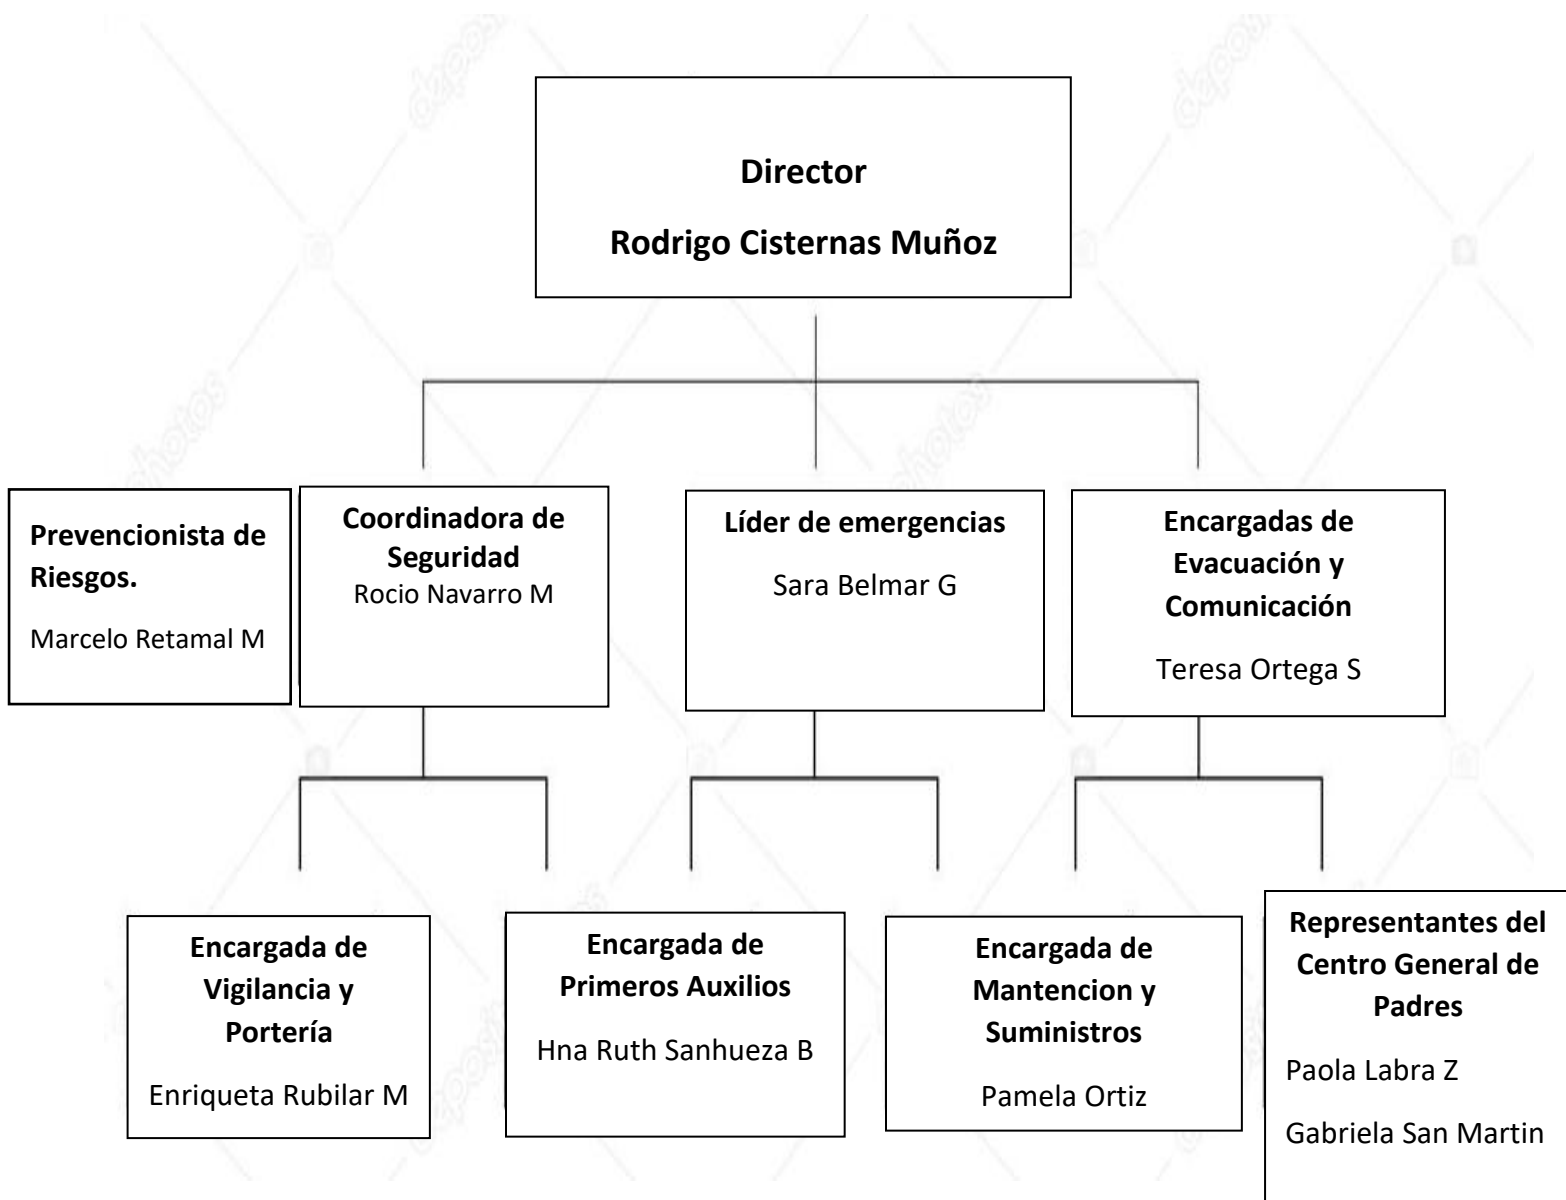 Director
Rodrigo Cisternas Muñoz
Prevencionista de
Riesgos.
Marcelo Retamal M
Coordinadora de
Seguridad
Rocio Navarro M
Líder de emergencias
Sara Belmar G
Encargadas de
Evacuación y
Comunicación
Teresa Ortega S
Encargada de
Vigilancia y
Portería
Enriqueta Rubilar M
Encargada de
Primeros Auxilios
Hna Ruth Sanhueza B
Encargada de
Mantencion y
Suministros
Pamela Ortiz
Representantes del
Centro General de
Padres
Paola Labra Z
Gabriela San Martin